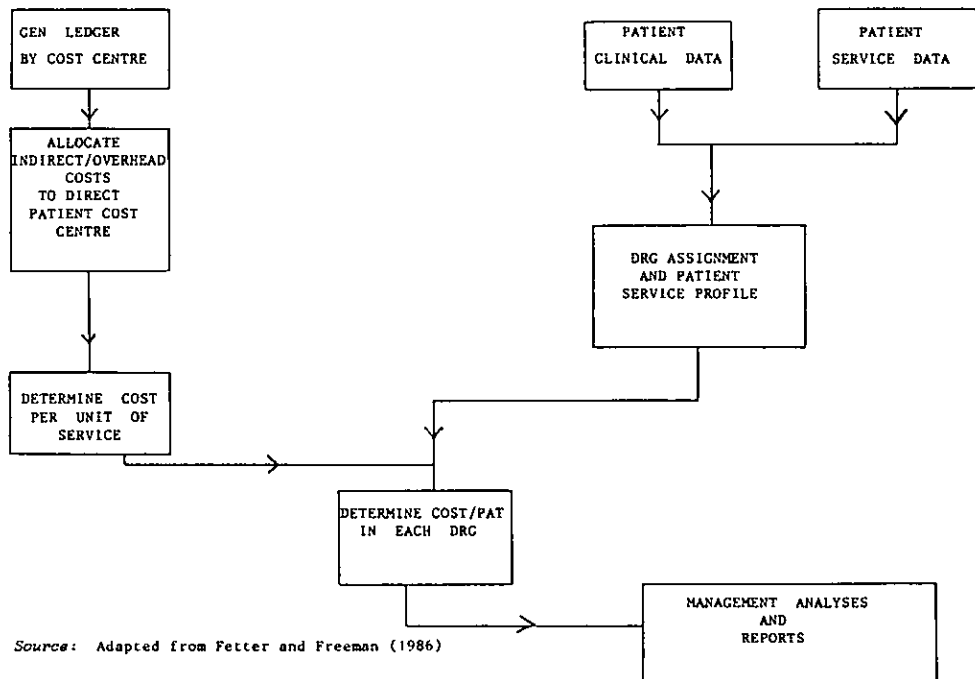 GEN LEDGER
BY COST CENTRE
PATIENT
CLINICAL DATA
PATIENT
SERVICE DATA
ALLOCATE
INDIRECT/OVERHEAD
COSTS
TO DIRECT
PATIENT COST
CENTRE
DRG ASSIGNMENT
AND PATIENT
SERVICE PROFILE
DETERMINE COST
PER UNIT OF
SERVICE
DETERMINE COST/PAT
IN EACH DRG
MANAGEMENT ANALYSES
AND
REPORTS
Source: Adapted from Fetter and Freeman (1986)